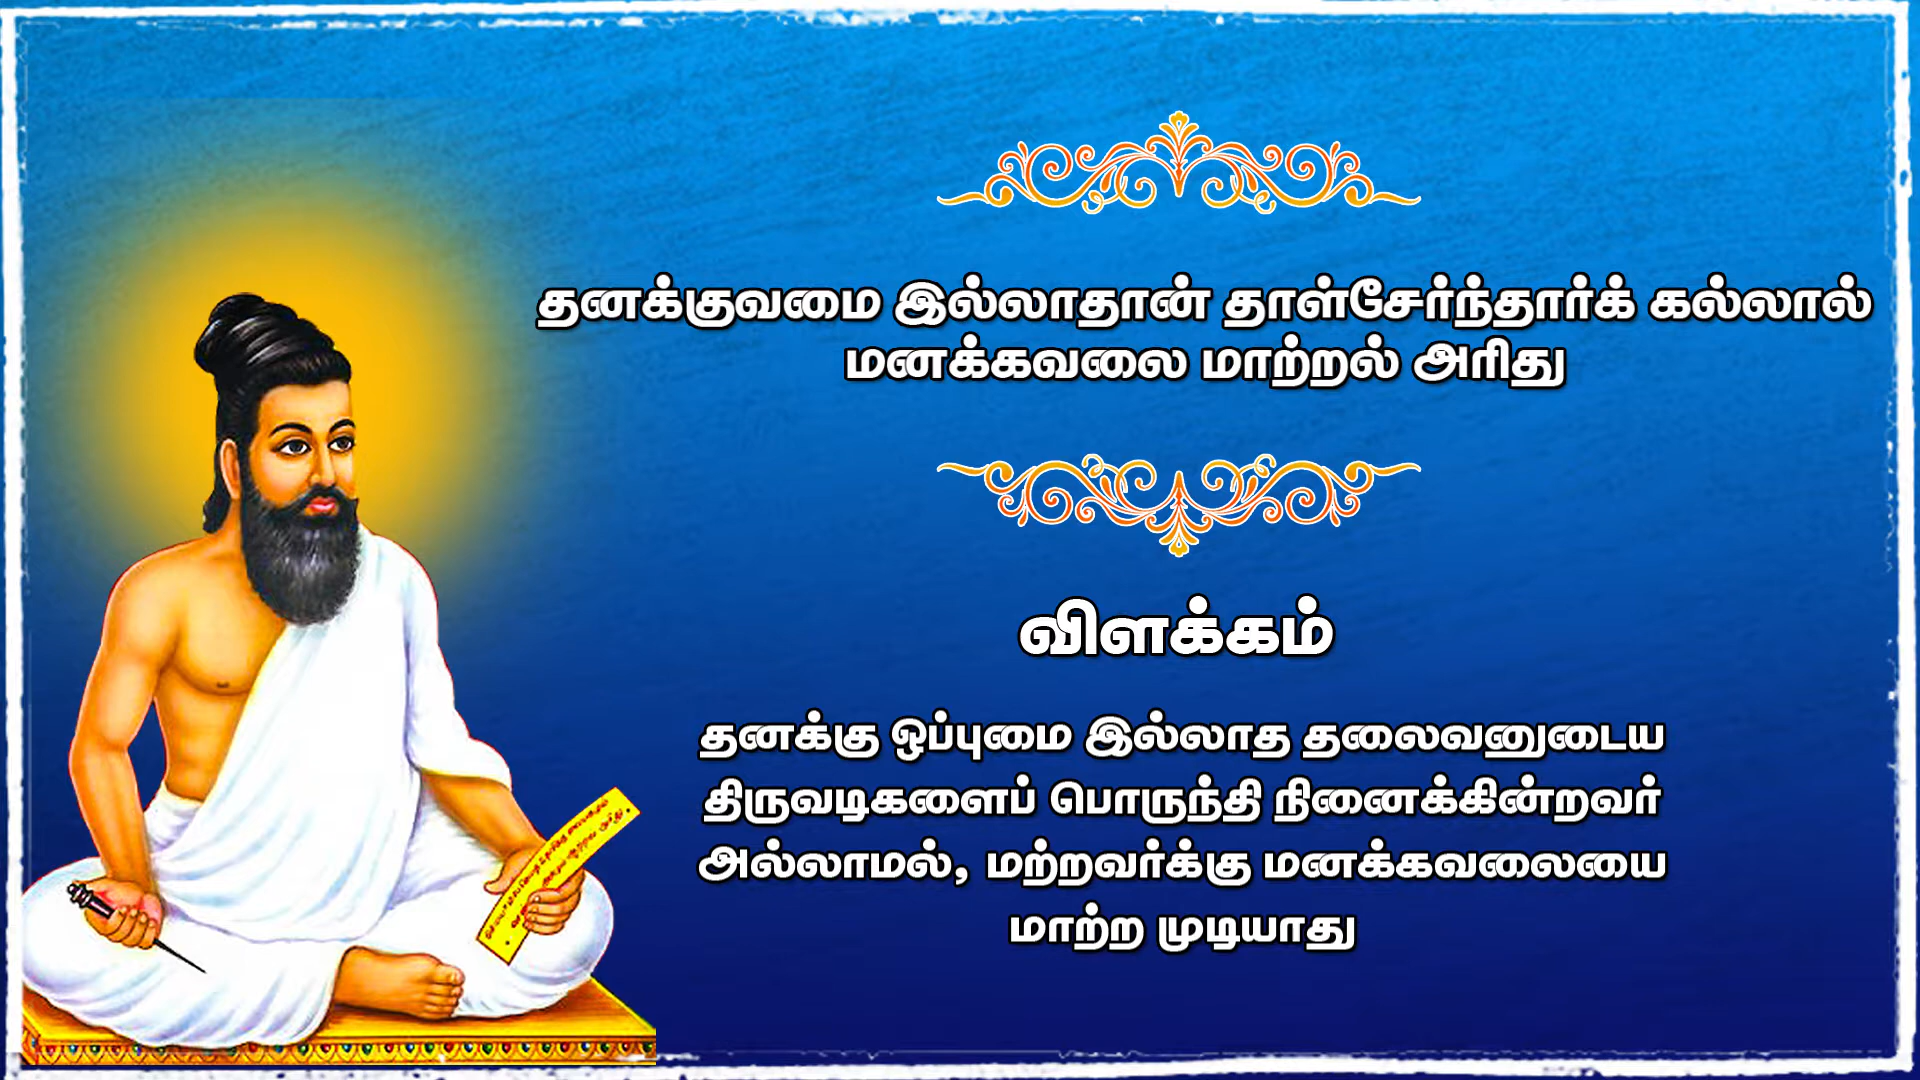 தனக்குவமை இல்லாதான் தாள்சேர்ந்தார்க் கல்லால்
மனக்கவலை மாற்றல் அரிது
விளக்கம்
தனக்கு ஒப்புமை இல்லாத தலைவனுடைய
திருவடிகளைப் பொருந்தி நினைக்கின்றவர்
அல்லாமல், மற்றவர்க்கு மனக்கவலையை
மாற்ற முடியாது